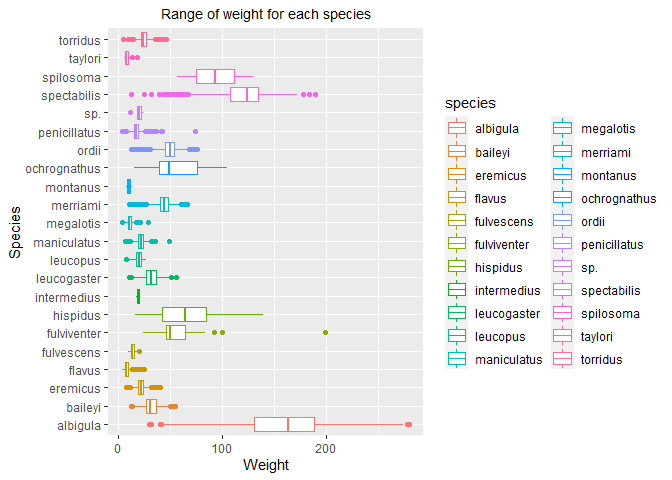 Range of weight for each species
Species
torridus
taylori
spilosoma
spectabilis
sp.
penicillatus
ordii
ochrognathus
montanus
merriami
megalotis
maniculatus
leucopus
leucogaster
intermedius
hispidus
fulviventer
fulvescens
flavus
eremicus
baileyi
albigula
0 100 200
Weight
species
albigula megalotis
baileyi merriami
eremicus montanus
flavus ochrognathus
fulvescens ordii
fulviventer penicillatus
hispidus sp.
intermedius spectabilis
leucogaster spilosoma
leucopus taylori
maniculatus torridus